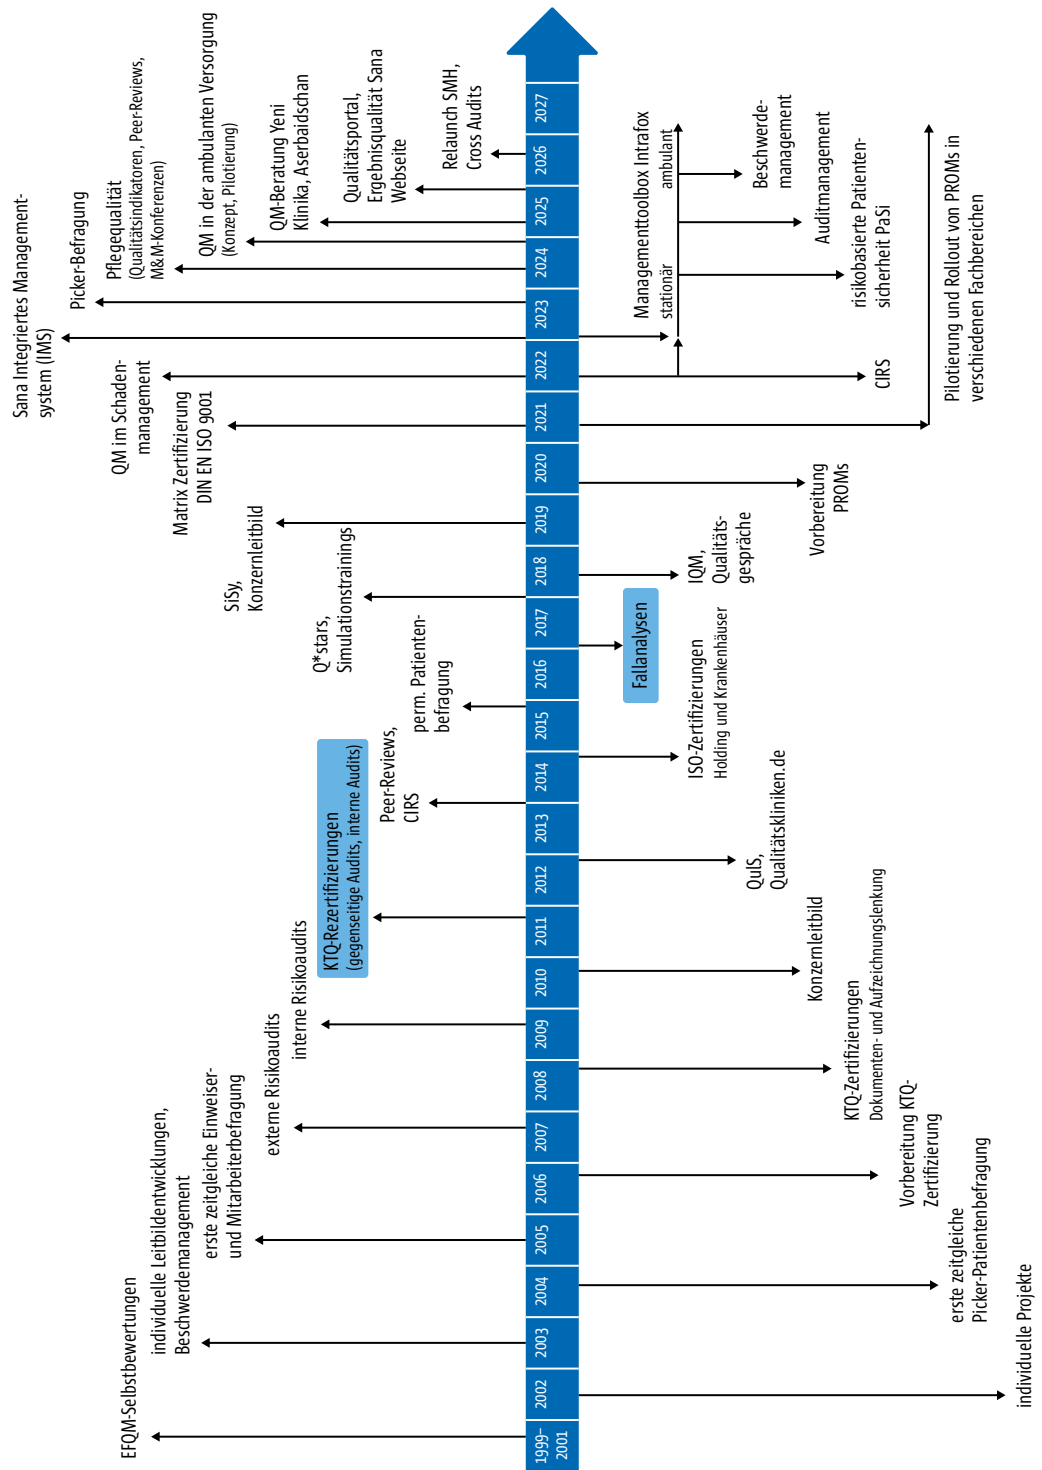 EFQM-Selbstbewertungen
individuelle Leitbildentwicklungen,
Beschwerdemanagement
erste zeitgleiche Einweiser-
und Mitarbeiterbefragung
externe Risikoaudits
interne Risikoaudits
KTQ-Rezertifizierungen
(gegenseitige Audits, interne Audits)
Peer-Reviews,
CIRS
perm. Patienten-
befragung
Q*stars,
Simulationstrainings
SiSy,
Konzernleitbild
Matrix Zertifizierung
DIN EN ISO 9001
QM im Schaden-
management
Sana Integriertes Management-
system (IMS)
Picker-Befragung
Pflegequalität
(Qualitätsindikatoren, Peer-Reviews,
M&M-Konferenzen)
QM in der ambulanten Versorgung
(Konzept, Pilotierung)
QM-Beratung Yeni
Klinika, Aserbaidschan
Qualitätsportal,
Ergebnisqualität Sana
Webseite
Relaunch SMH,
Cross Audits
1999–
2001
2002
2003
2004
2005
2006
2007
2008
2009
2010
2011
2012
2013
2014
2015
2016
2017
2018
2019
2020
2021
2022
2023
2024
2025
2026
2027
individuelle Projekte
erste zeitgleiche
Picker-Patientenbefragung
Vorbereitung KTQ-
Zertifizierung
KTQ-Zertifizierungen
Dokumenten- und Aufzeichnungslenkung
Konzernleitbild
QuIS,
Qualitätskliniken.de
ISO-Zertifizierungen
Holding und Krankenhäuser
Fallanalysen
IQM,
Qualitäts-
gespräche
Vorbereitung
PROMs
Managementtoolbox Intrafox
stationär
ambulant
CIRS
risikobasierte Patienten-
sicherheit PaSi
Auditmanagement
Beschwerde-
management
Pilotierung und Rollout von PROMs in
verschiedenen Fachbereichen